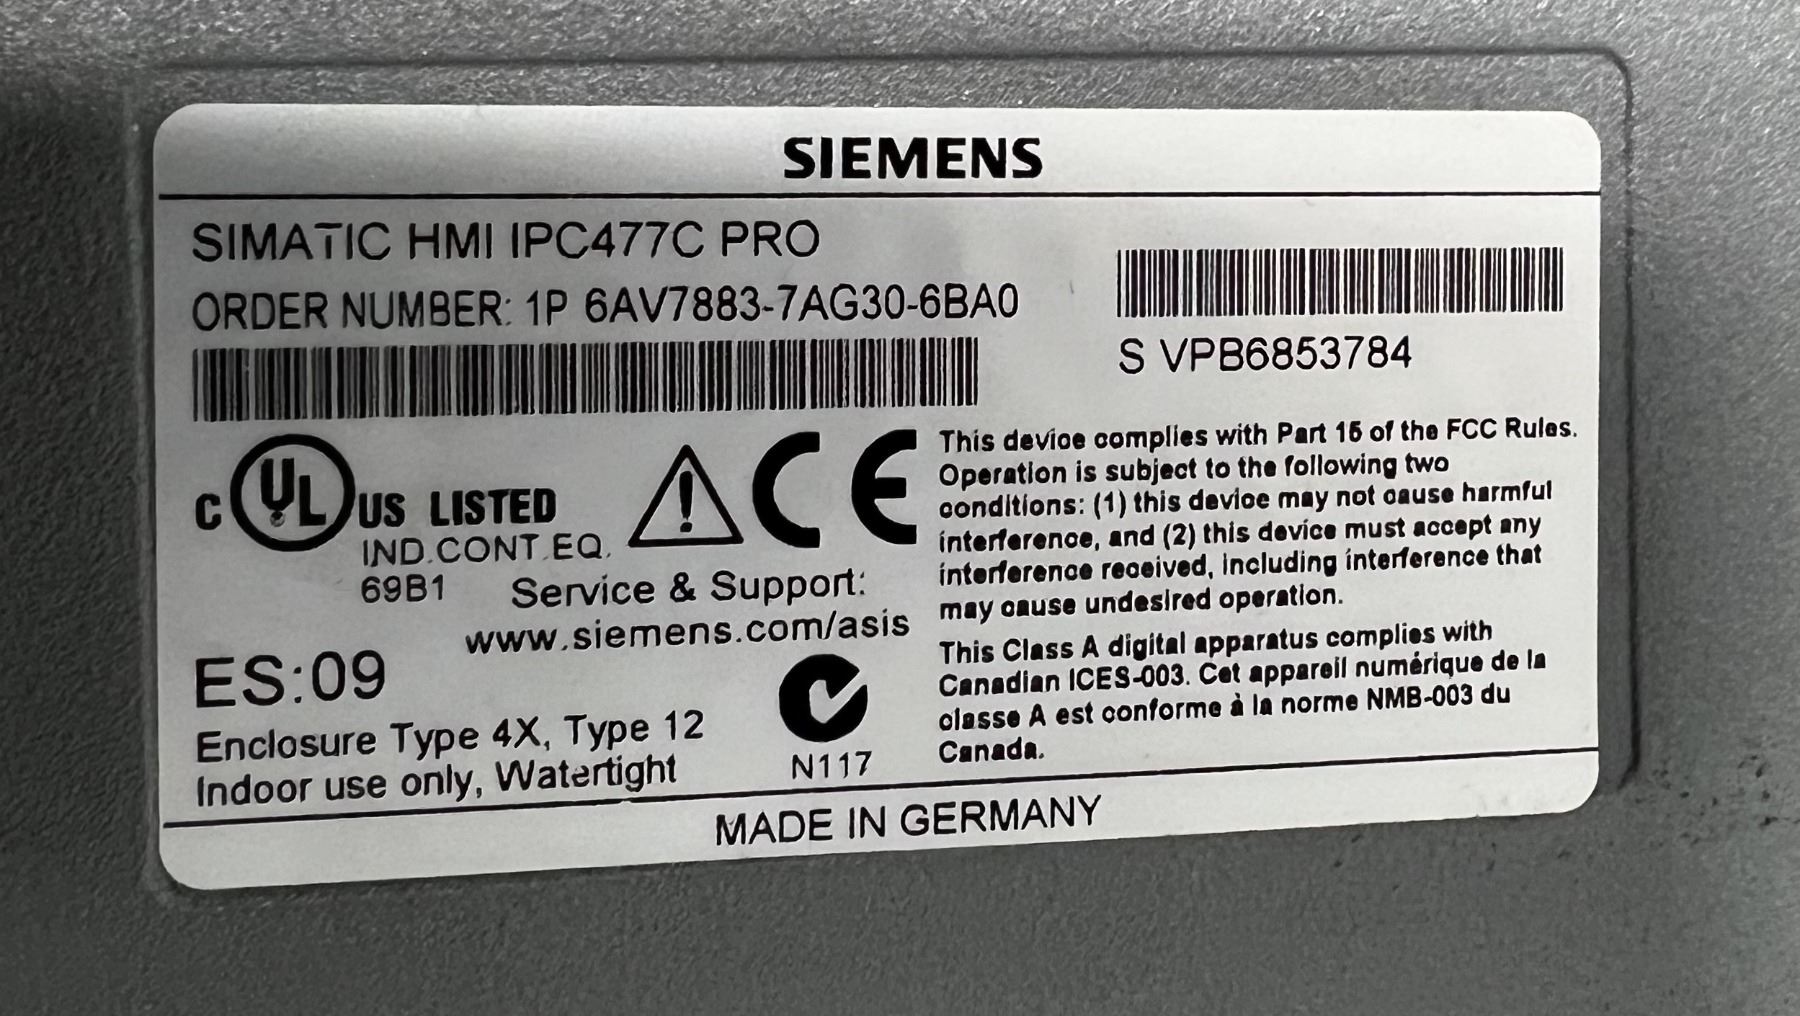 SIEMENS
SIMATIC HMI IPC477C PRO
ORDER NUMBER: 1P 6AV7883-7AG30-6BA0
S VPB6853784
C UL US LISTED
IND.CONT.EQ.
69B1
CE
Service & Support:
www.siemens.com/asis
ES:09
Enclosure Type 4X, Type 12
Indoor use only, Watertight
N117
This device complies with Part 15 of the FCC Rules.
Operation is subject to the following two
conditions: (1) this device may not cause harmful
interference, and (2) this device must accept any
interference received, including interference that
may cause undesired operation.
This Class A digital apparatus complies with
Canadian ICES-003. Cet appareil numérique de la
classe A est conforme à la norme NMB-003 du
Canada.
MADE IN GERMANY